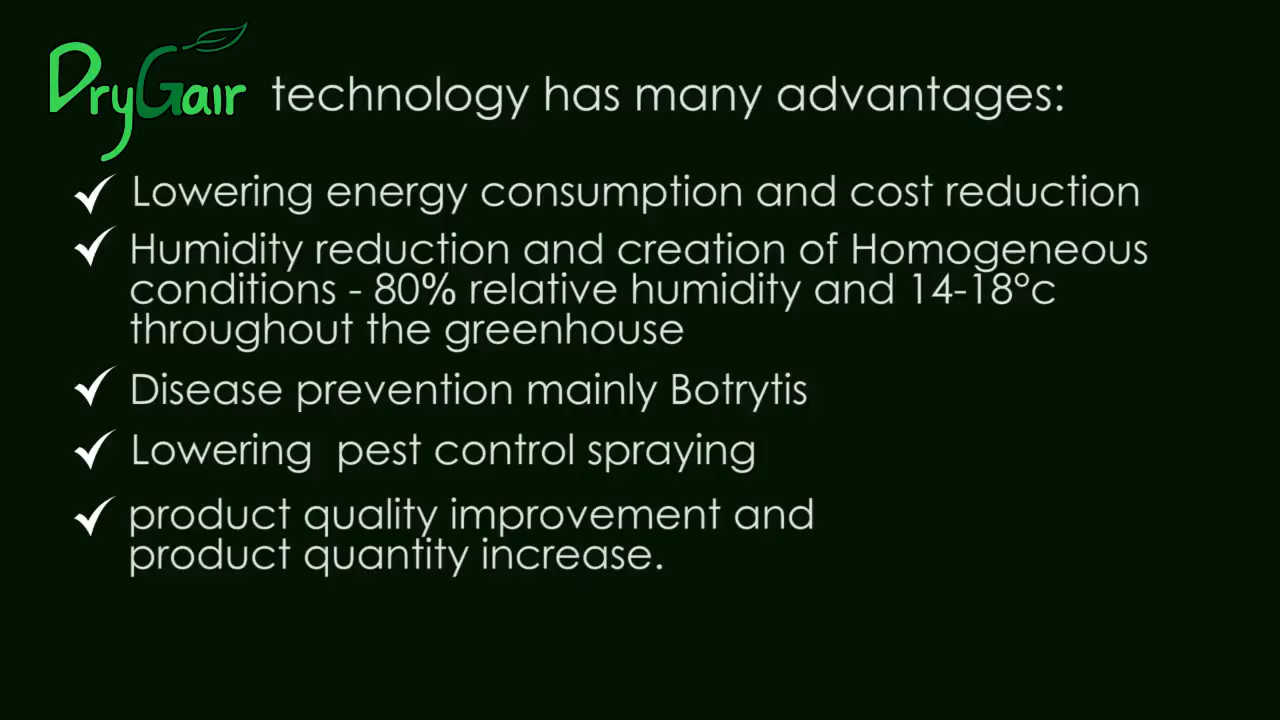 DryGair technology has many advantages:
Lowering energy consumption and cost reduction
Humidity reduction and creation of Homogeneous
conditions - 80% relative humidity and 14-18°c
throughout the greenhouse
Disease prevention mainly Botrytis
Lowering  pest control spraying
product quality improvement and
product quantity increase.